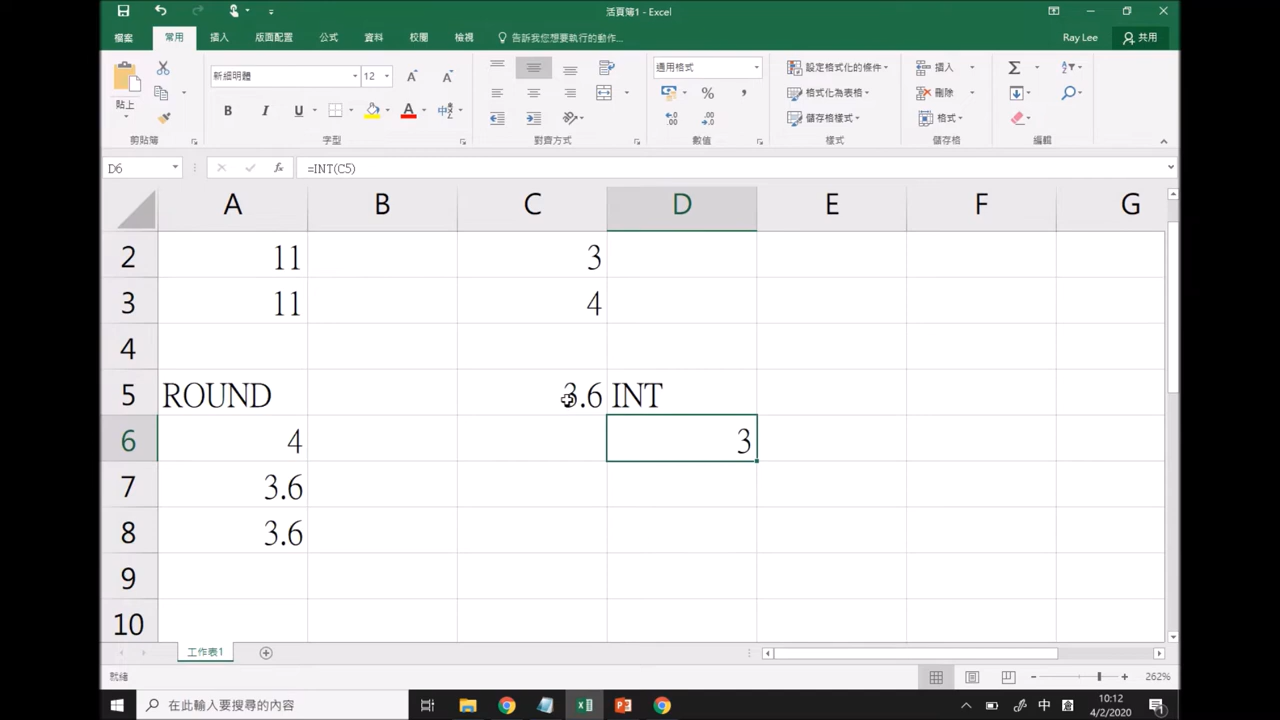 活頁簿1 - Excel
檔案 常用 插入 版面配置 公式 資料 校閱 檢視 告訴我您想要執行的動作... Ray Lee 共用
新細明體 12 通用格式 設定格式化的條件 插入
貼上 B I U A 中 % , 格式化為表格 刪除
儲存格樣式 格式
剪貼簿 字型 對齊方式 數值 樣式 儲存格 編輯
D6 fx =INT(C5)
A B C D E F G
2 11 3
3 11 4
4
5 ROUND 3.6 INT
6 4 3
7 3.6
8 3.6
9
10
工作表1
就緒 262%
在此輸入要搜尋的內容 中 10:12
4/2/2020 1